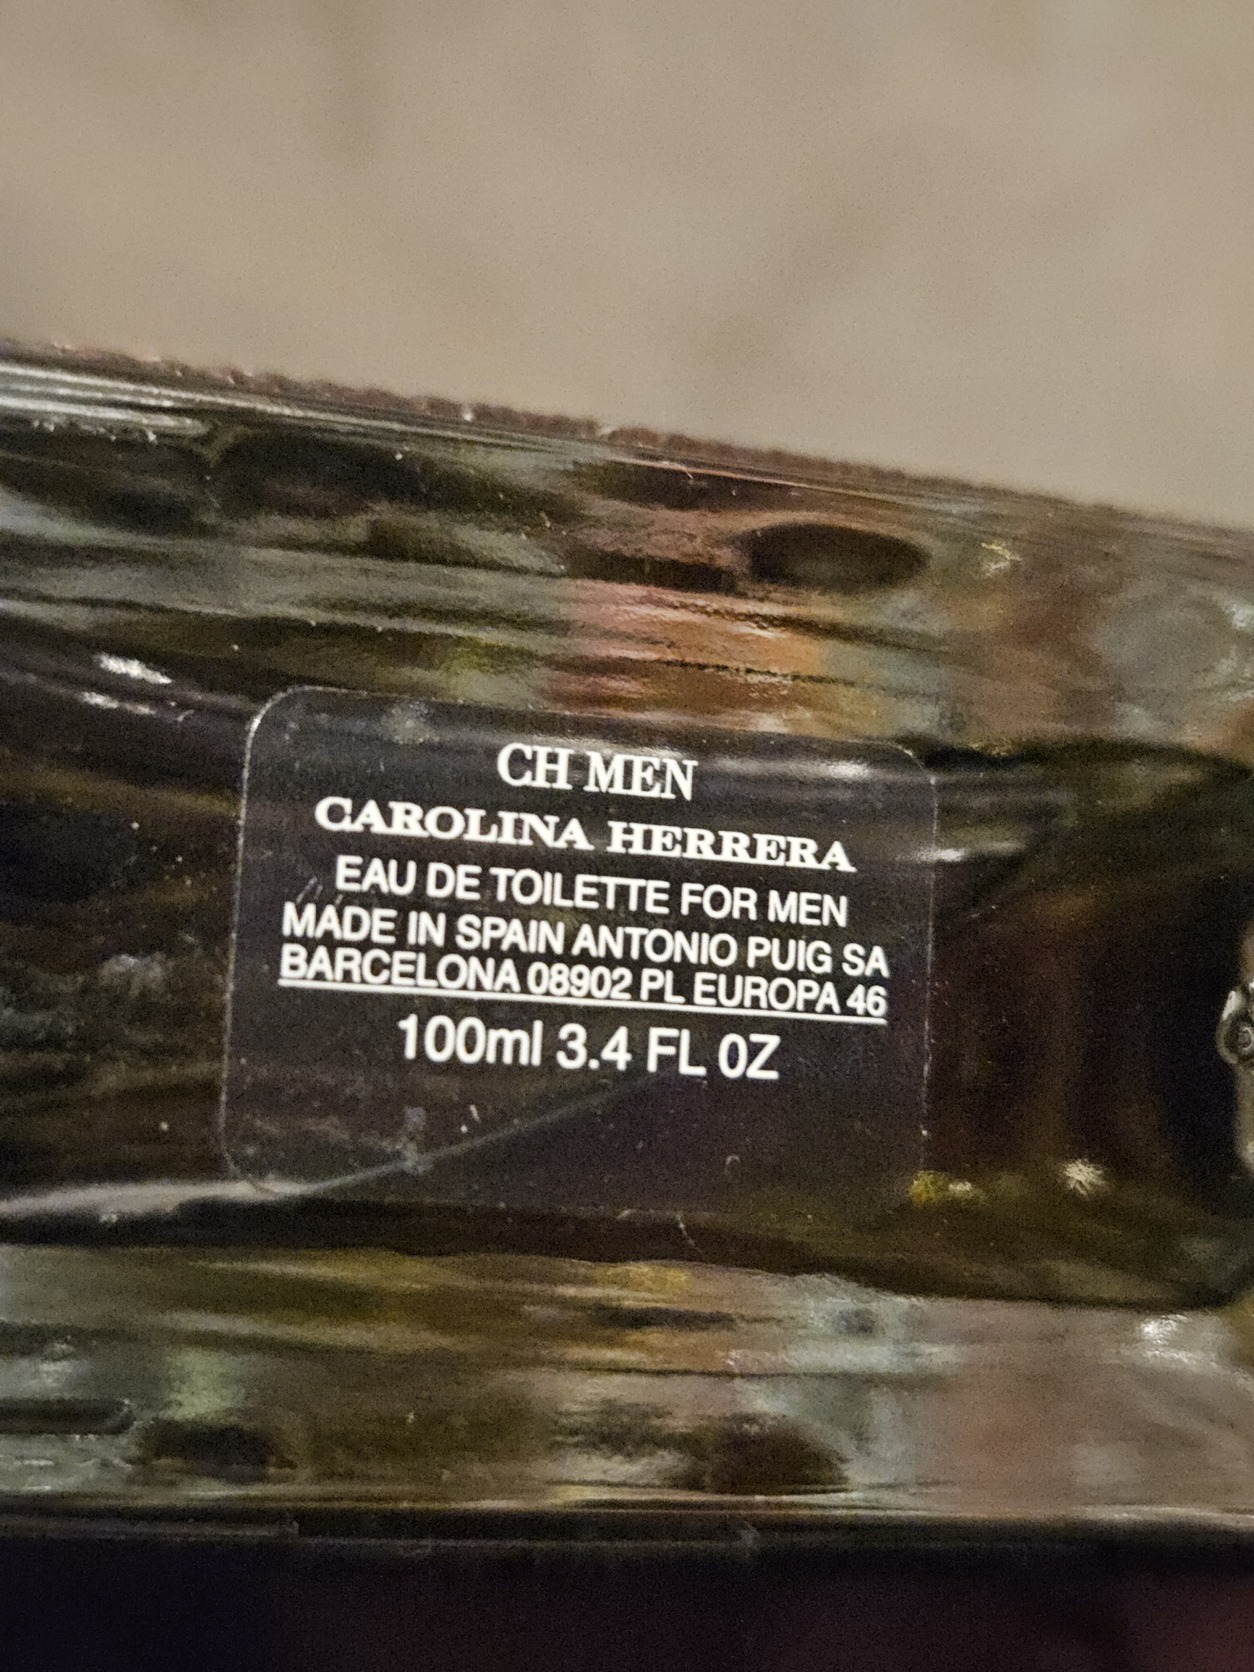 CH MEN
CAROLINA HERRERA
EAU DE TOILETTE FOR MEN
MADE IN SPAIN ANTONIO PUIG SA
BARCELONA 08902 PL EUROPA 46
100ml 3.4 FL 0Z